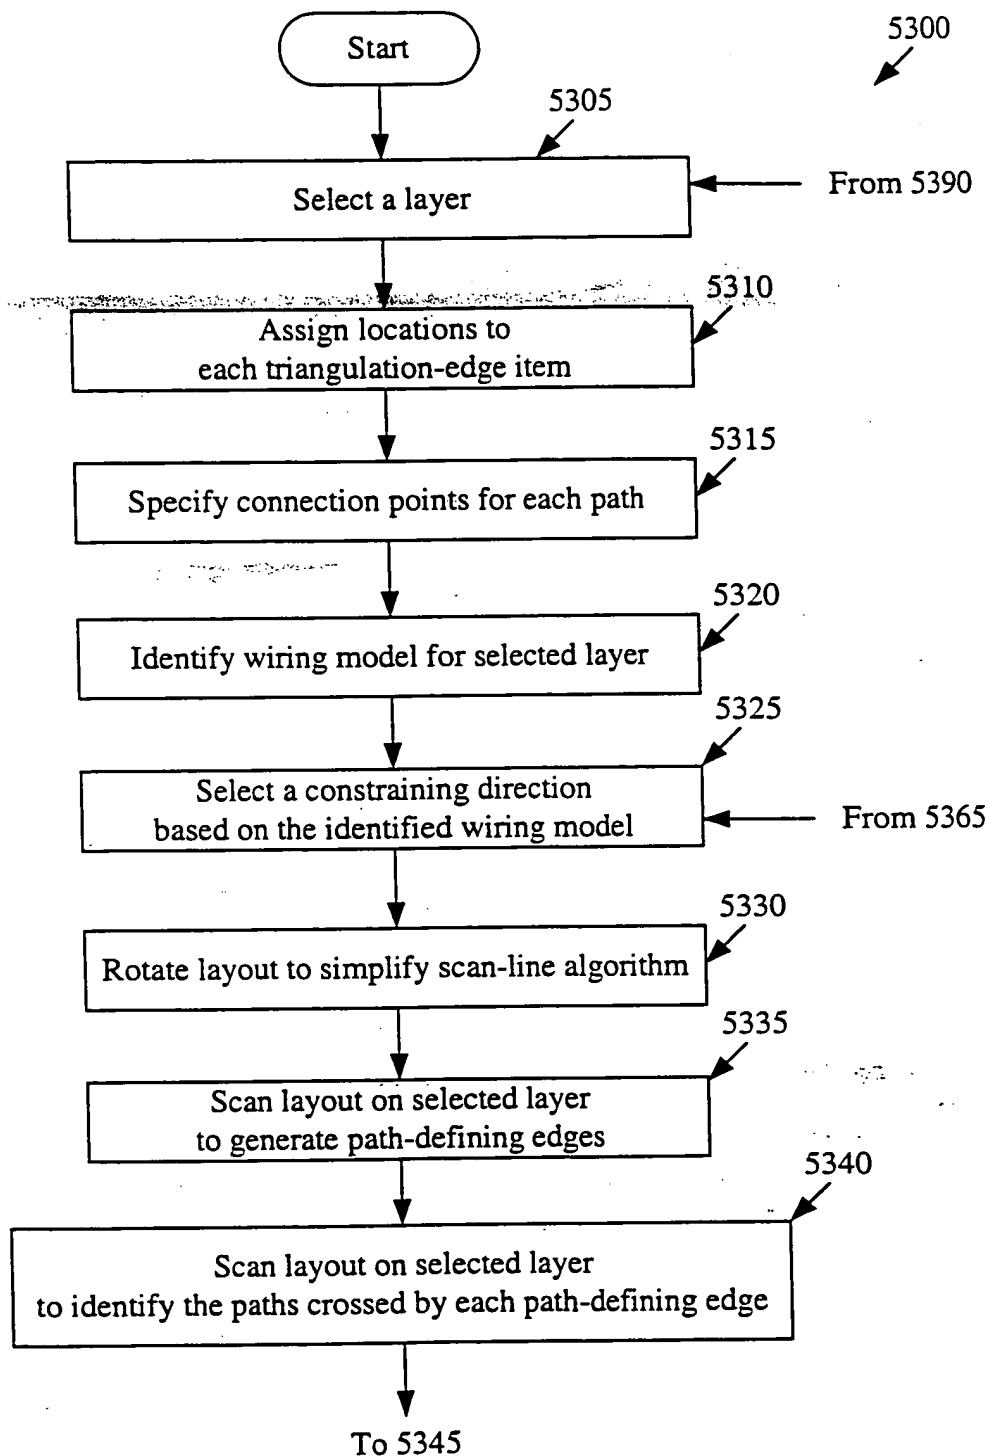 5300
Start
5305
Select a layer
From 5390
5310
Assign locations to
each triangulation-edge item
5315
Specify connection points for each path
5320
Identify wiring model for selected layer
5325
Select a constraining direction
based on the identified wiring model
From 5365
5330
Rotate layout to simplify scan-line algorithm
5335
Scan layout on selected layer
to generate path-defining edges
5340
Scan layout on selected layer
to identify the paths crossed by each path-defining edge
To 5345